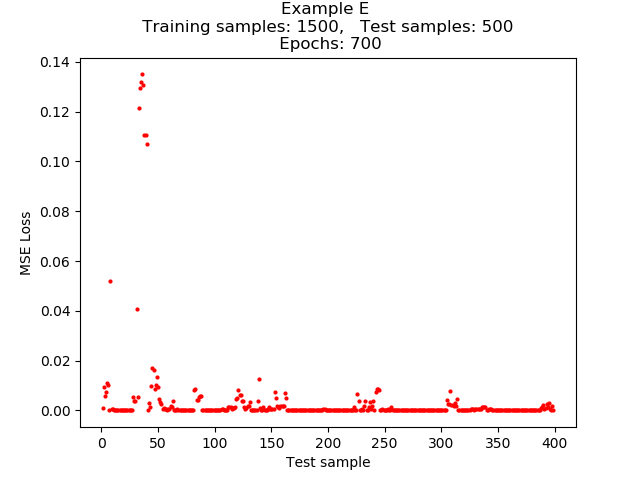 Example E
Training samples: 1500,   Test samples: 500
Epochs: 700
0.14
0.12
0.10
0.08
0.06
0.04
0.02
0.00
MSE Loss
0 50 100 150 200 250 300 350 400
Test sample